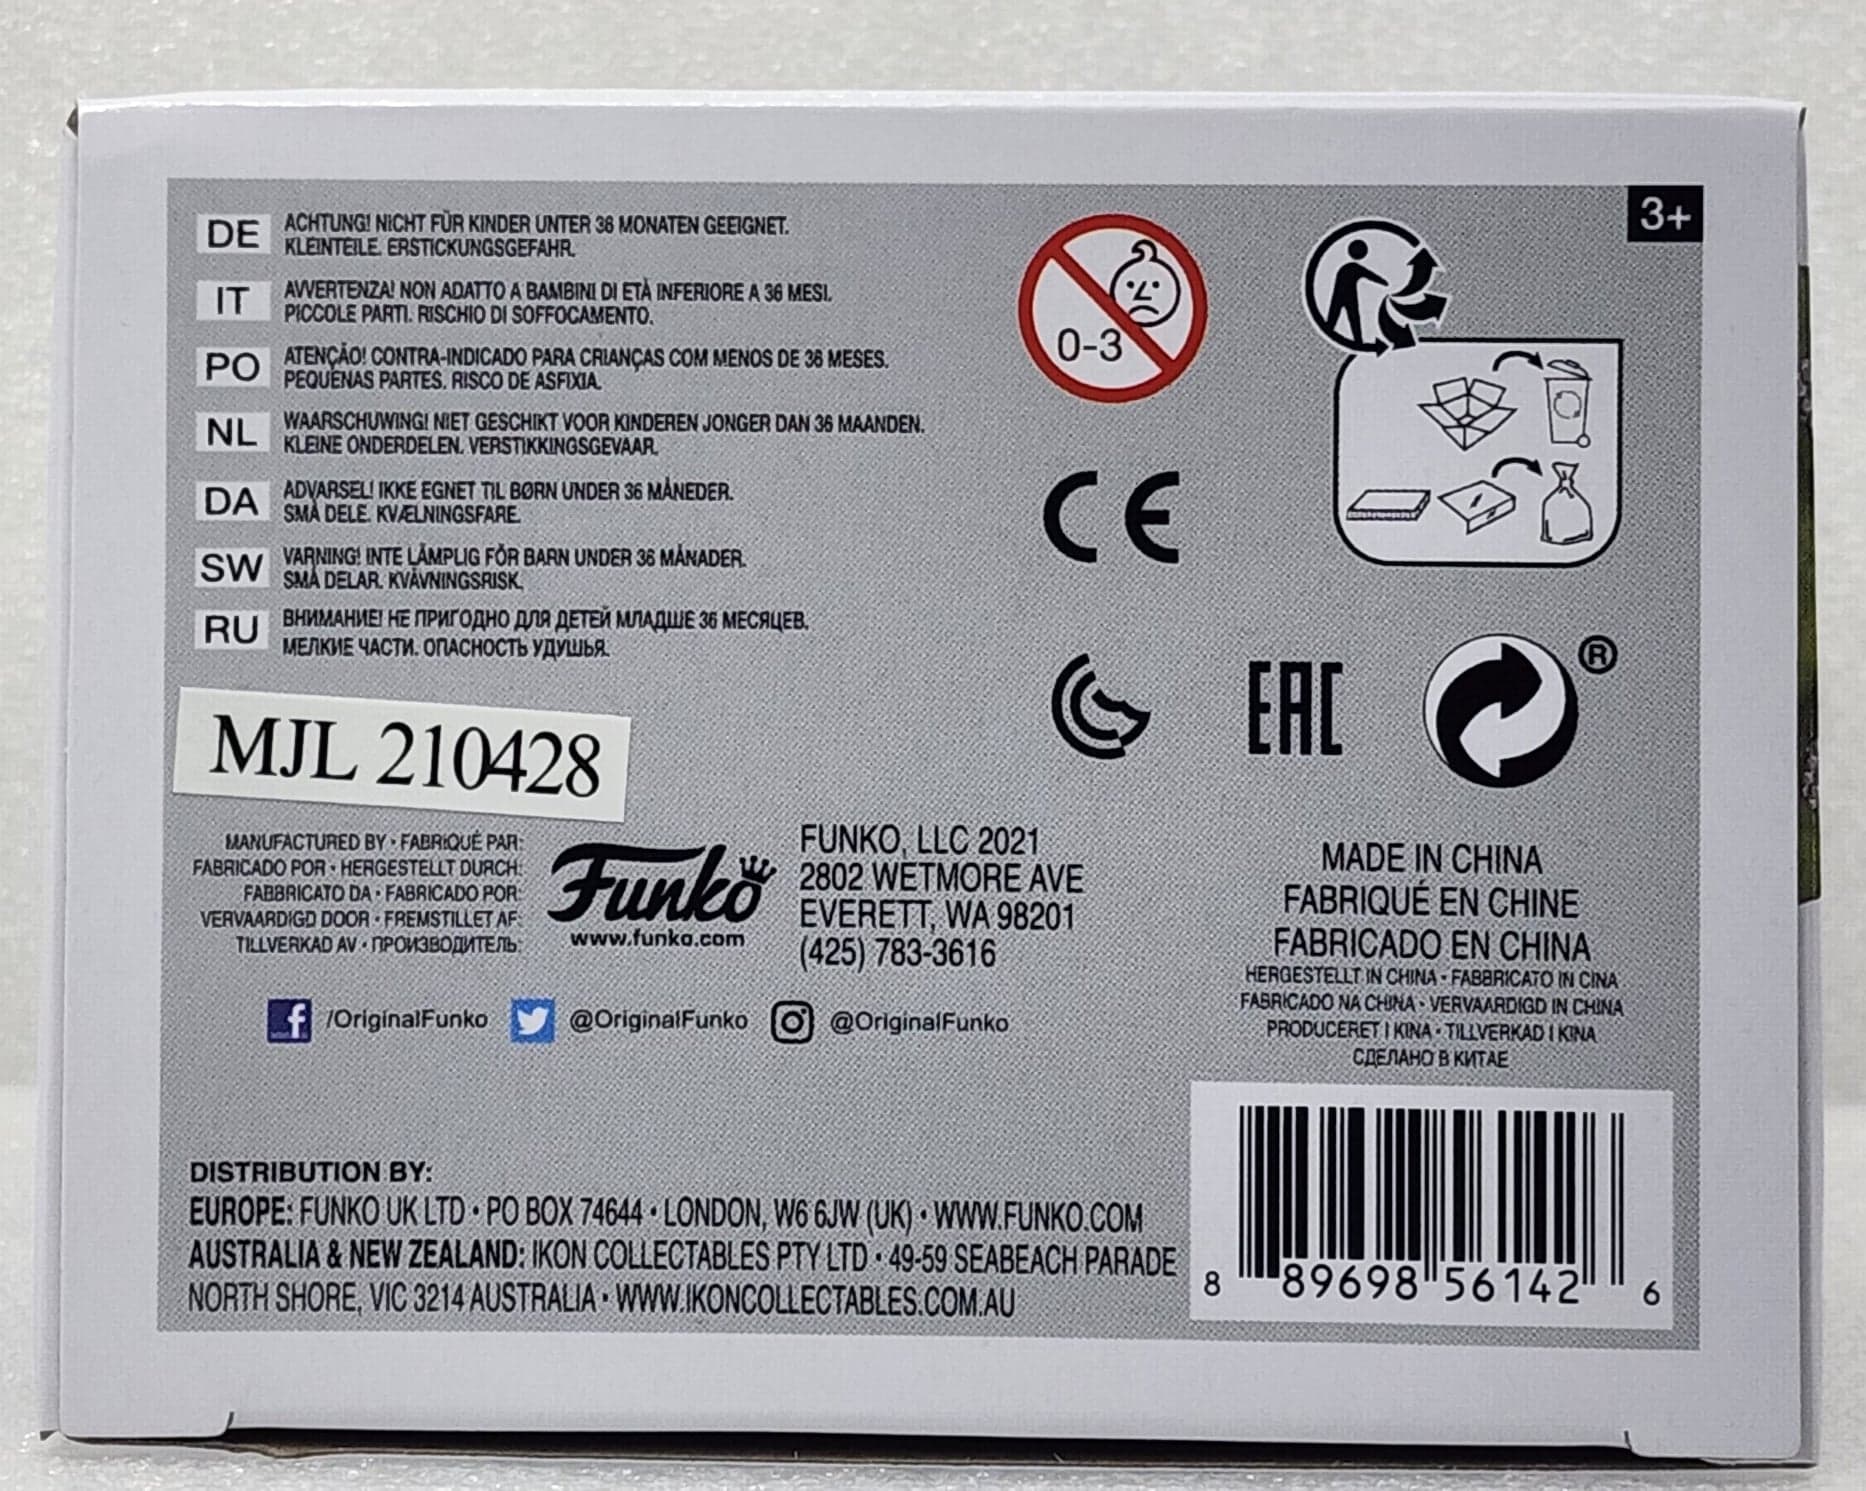 3+
DE ACHTUNG! NICHT FÜR KINDER UNTER 36 MONATEN GEEIGNET.
KLEINTEILE. ERSTICKUNGSGEFAHR.
IT AVVERTENZA! NON ADATTO A BAMBINI DI ETÀ INFERIORE A 36 MESI.
PICCOLE PARTI. RISCHIO DI SOFFOCAMENTO.
PO ATENÇÃO! CONTRA-INDICADO PARA CRIANÇAS COM MENOS DE 36 MESES.
PEQUENAS PARTES. RISCO DE ASFIXIA.
NL WAARSCHUWING! NIET GESCHIKT VOOR KINDEREN JONGER DAN 36 MAANDEN.
KLEINE ONDERDELEN. VERSTIKKINGSGEVAAR.
DA ADVARSEL! IKKE EGNET TIL BØRN UNDER 36 MÅNEDER.
SMÅ DELE. KVÆLNINGSFARE.
SW VARNING! INTE LÄMPLIG FÖR BARN UNDER 36 MÅNADER.
SMÅ DELAR. KVÄVNINGSRISK.
RU ВНИМАНИЕ! НЕ ПРИГОДНО ДЛЯ ДЕТЕЙ МЛАДШЕ 36 МЕСЯЦЕВ.
МЕЛКИЕ ЧАСТИ. ОПАСНОСТЬ УДУШЬЯ.
0-3
CE
EAC
®
MJL 210428
MANUFACTURED BY • FABRIQUÉ PAR:
FABRICADO POR • HERGESTELLT DURCH:
FABBRICATO DA • FABRICADO POR:
VERVAARDIGD DOOR • FREMSTILLET AF:
TILLVERKAD AV • ПРОИЗВОДИТЕЛЬ:
Funko
www.funko.com
FUNKO, LLC 2021
2802 WETMORE AVE
EVERETT, WA 98201
(425) 783-3616
MADE IN CHINA
FABRIQUÉ EN CHINE
FABRICADO EN CHINA
HERGESTELLT IN CHINA • FABBRICATO IN CINA
FABRICADO NA CHINA • VERVAARDIGD IN CHINA
PRODUCERET I KINA • TILLVERKAD I KINA
СДЕЛАНО В КИТАЕ
/OriginalFunko @OriginalFunko @OriginalFunko
DISTRIBUTION BY:
EUROPE: FUNKO UK LTD • PO BOX 74644 • LONDON, W6 6JW (UK) • WWW.FUNKO.COM
AUSTRALIA & NEW ZEALAND: IKON COLLECTABLES PTY LTD • 49-59 SEABEACH PARADE
NORTH SHORE, VIC 3214 AUSTRALIA • WWW.IKONCOLLECTABLES.COM.AU
8 89698 56142 6